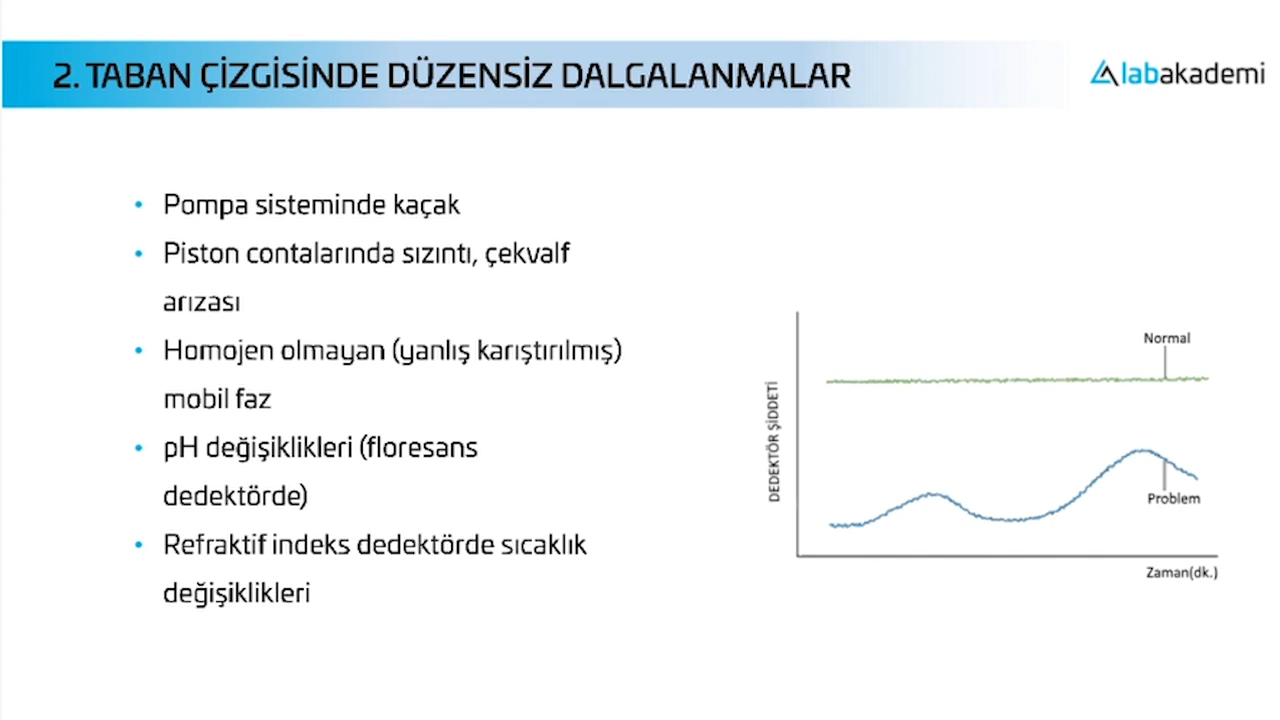 2. TABAN ÇİZGİSİNDE DÜZENSİZ DALGALANMALAR
labakademi
• Pompa sisteminde kaçak
• Piston contalarında sızıntı, çekvalf
arızası
• Homojen olmayan (yanlış karıştırılmış)
mobil faz
• pH değişiklikleri (floresans
dedektörde)
• Refraktif indeks dedektörde sıcaklık
değişiklikleri
DEDEKTÖR ŞİDDETİ
Normal
Problem
Zaman(dk.)